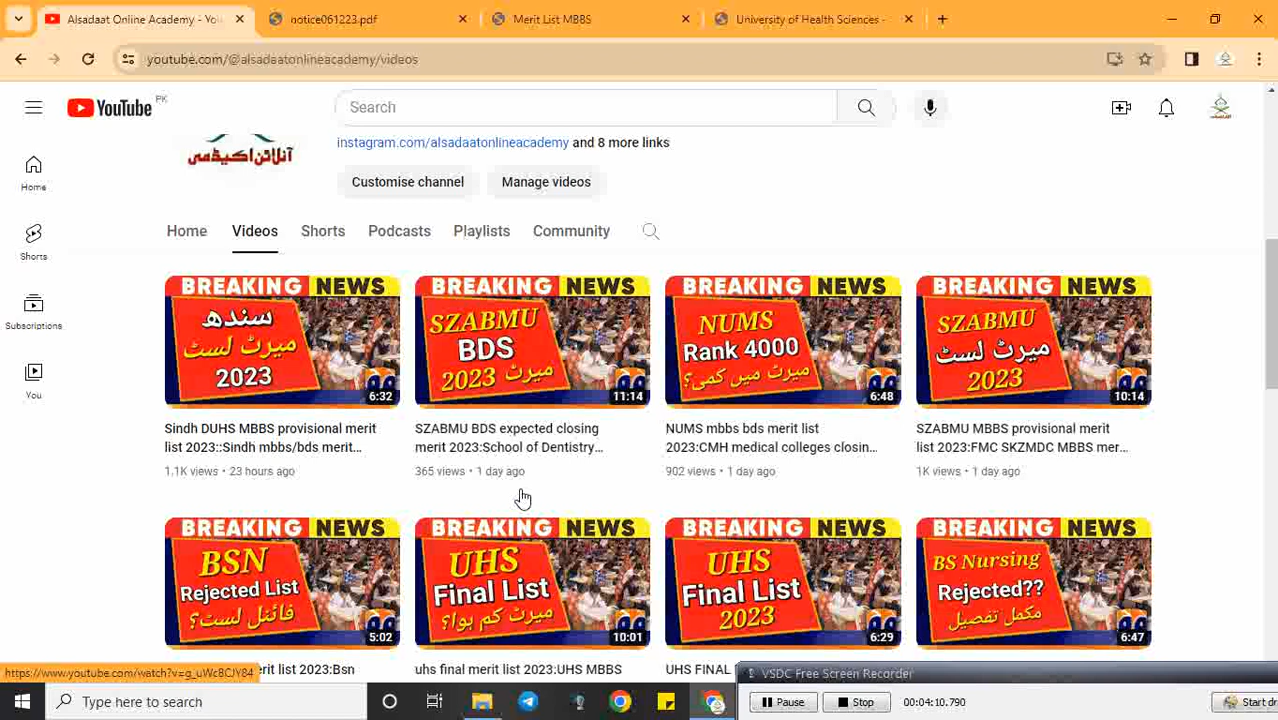 Alsadaat Online Academy - You
notice061223.pdf
Merit List MBBS
University of Health Sciences -
youtube.com/@alsadaatonlineacademy/videos
YouTube PK
Search
آنلائن اکیڈمی
instagram.com/alsadaatonlineacademy and 8 more links
Customise channel
Manage videos
Home
Shorts
Subscriptions
You
Home Videos Shorts Podcasts Playlists Community
BREAKING NEWS
سندھ
میرٹ لسٹ
2023
6:32
Sindh DUHS MBBS provisional merit
list 2023::Sindh mbbs/bds merit...
1.1K views • 23 hours ago
BREAKING NEWS
SZABMU
BDS
میرٹ 2023
11:14
SZABMU BDS expected closing
merit 2023:School of Dentistry...
365 views • 1 day ago
BREAKING NEWS
NUMS
Rank 4000
میرٹ میں کمی؟
6:48
NUMS mbbs bds merit list
2023:CMH medical colleges closin...
902 views • 1 day ago
BREAKING NEWS
SZABMU
میرٹ لسٹ
2023
10:14
SZABMU MBBS provisional merit
list 2023:FMC SKZMDC MBBS mer...
1K views • 1 day ago
BREAKING NEWS
BSN
Rejected List
فائنل لسٹ؟
5:02
merit list 2023:Bsn
BREAKING NEWS
UHS
Final List
میرٹ کم ہوا؟
10:01
uhs final merit list 2023:UHS MBBS
BREAKING NEWS
UHS
Final List
2023
6:29
UHS FINAL
BREAKING NEWS
BS Nursing
Rejected??
مکمل تفصیل
6:47
https://www.youtube.com/watch?v=g_uWc8CJY84
VSDC Free Screen Recorder
Pause
Stop
00:04:10.790
Start dr
Type here to search